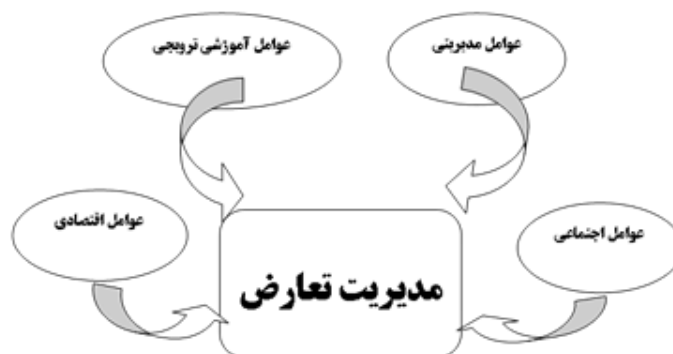 عوامل مدیریتی
عوامل آموزشی ترویجی
عوامل اجتماعی
عوامل اقتصادی
مدیریت تعارض